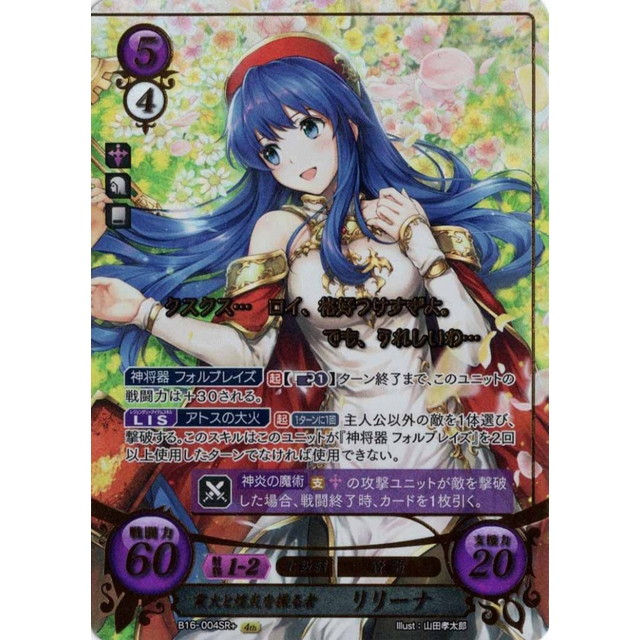 5
4
クスクス… ロイ、格好つけすぎよ。
でも、うれしいわ…
神将器 フォルブレイズ 起【1】ターン終了まで、このユニットの
戦闘力は+30される。
LIS アトスの大火 起 1ターンに1回 主人公以外の敵を1体選び、
撃破する。このスキルはこのユニットが『神将器 フォルブレイズ』を2回
以上使用したターンでなければ使用できない。
神炎の魔術 支 の攻撃ユニットが敵を撃破
した場合、戦闘終了時、カードを1枚引く。
戦闘力
60
射程 1-2
上級職 賢者
支援力
20
業火と理を操る者 リリーナ
B16-004SR+ 4th
Illust：山田孝太郎